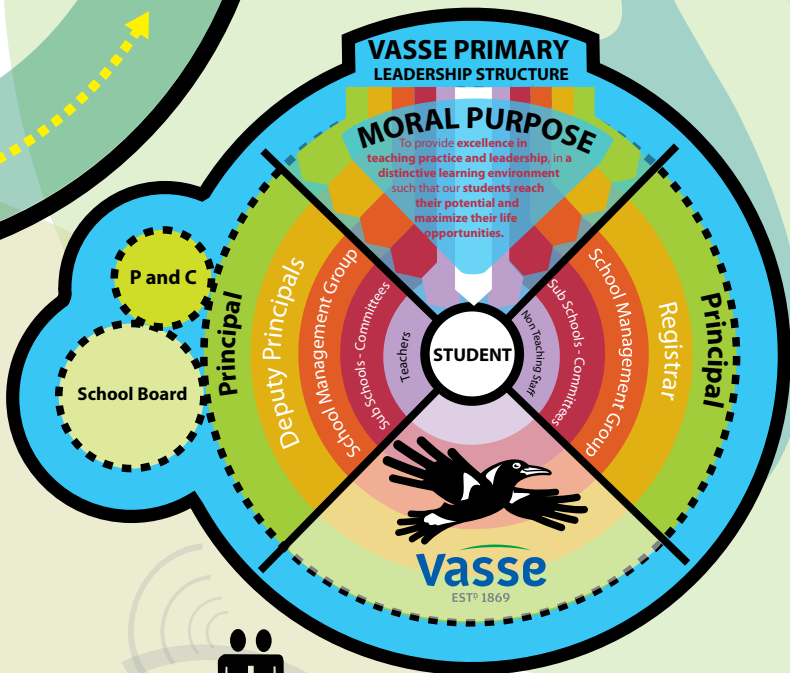 VASSE PRIMARY
LEADERSHIP STRUCTURE
MORAL PURPOSE
To provide excellence in
teaching practice and leadership, in a
distinctive learning environment
such that our students reach
their potential and
maximize their life
opportunities.
P and C
School Board
Principal
Deputy Principals
School Management Group
Sub Schools - Committees
Teachers
STUDENT
Non Teaching Staff
Sub Schools - Committees
School Management Group
Registrar
Principal
Vasse
ESTD 1869